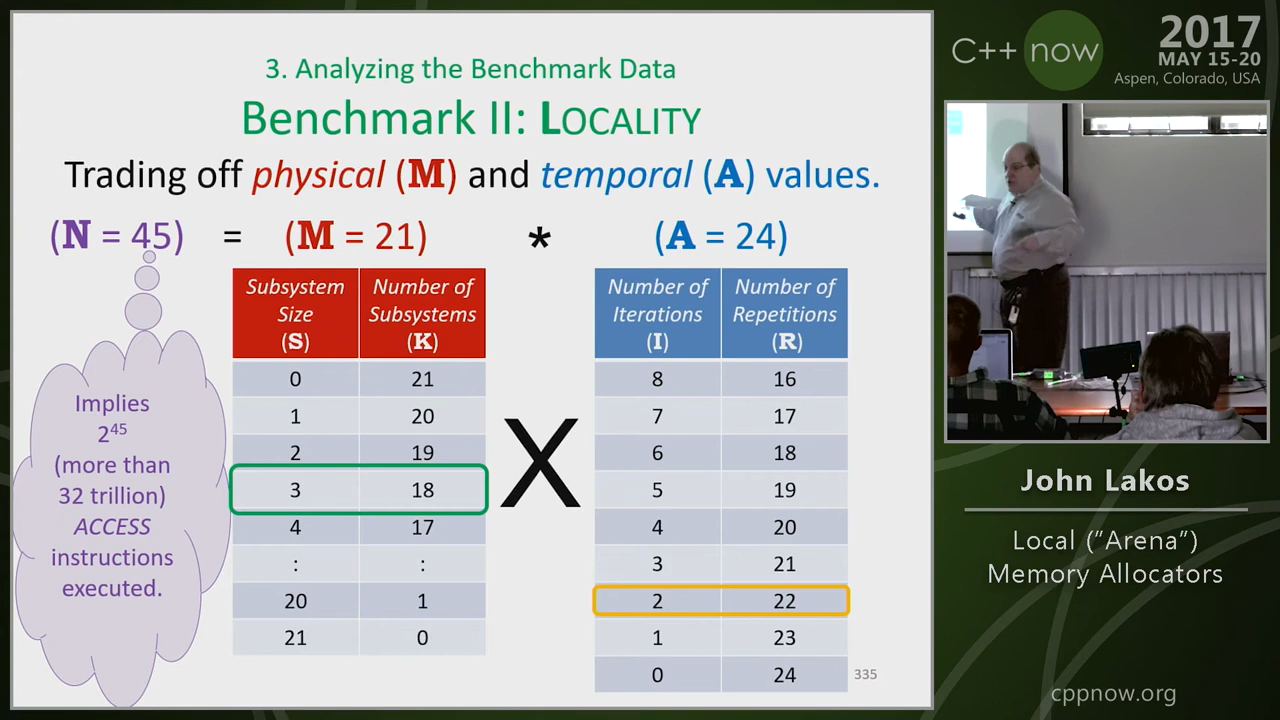 3. Analyzing the Benchmark Data
Benchmark II: LOCALITY
Trading off physical (M) and temporal (A) values.
(N = 45) = (M = 21) * (A = 24)
Subsystem Size (S) Number of Subsystems (K)
0 21
1 20
2 19
3 18
4 17
: :
20 1
21 0
X
Number of Iterations (I) Number of Repetitions (R)
8 16
7 17
6 18
5 19
4 20
3 21
2 22
1 23
0 24
Implies
2⁴⁵
(more than
32 trillion)
ACCESS
instructions
executed.
335
C++ now
2017
MAY 15-20
Aspen, Colorado, USA
John Lakos
Local ("Arena")
Memory Allocators
cppnow.org